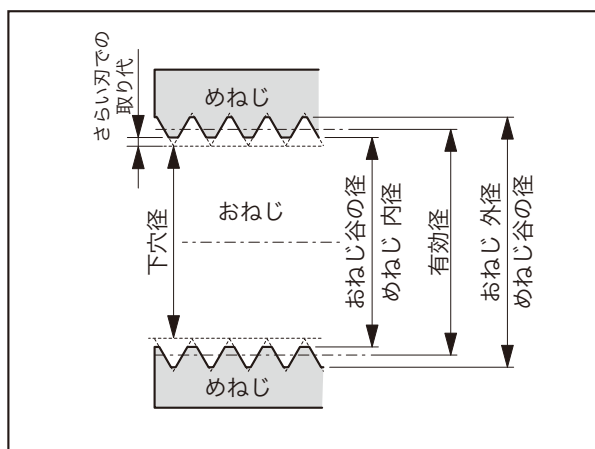 さらい刃での
取り代
めねじ
おねじ
下穴径
おねじ谷の径
めねじ 内径
有効径
おねじ 外径
めねじ谷の径
めねじ